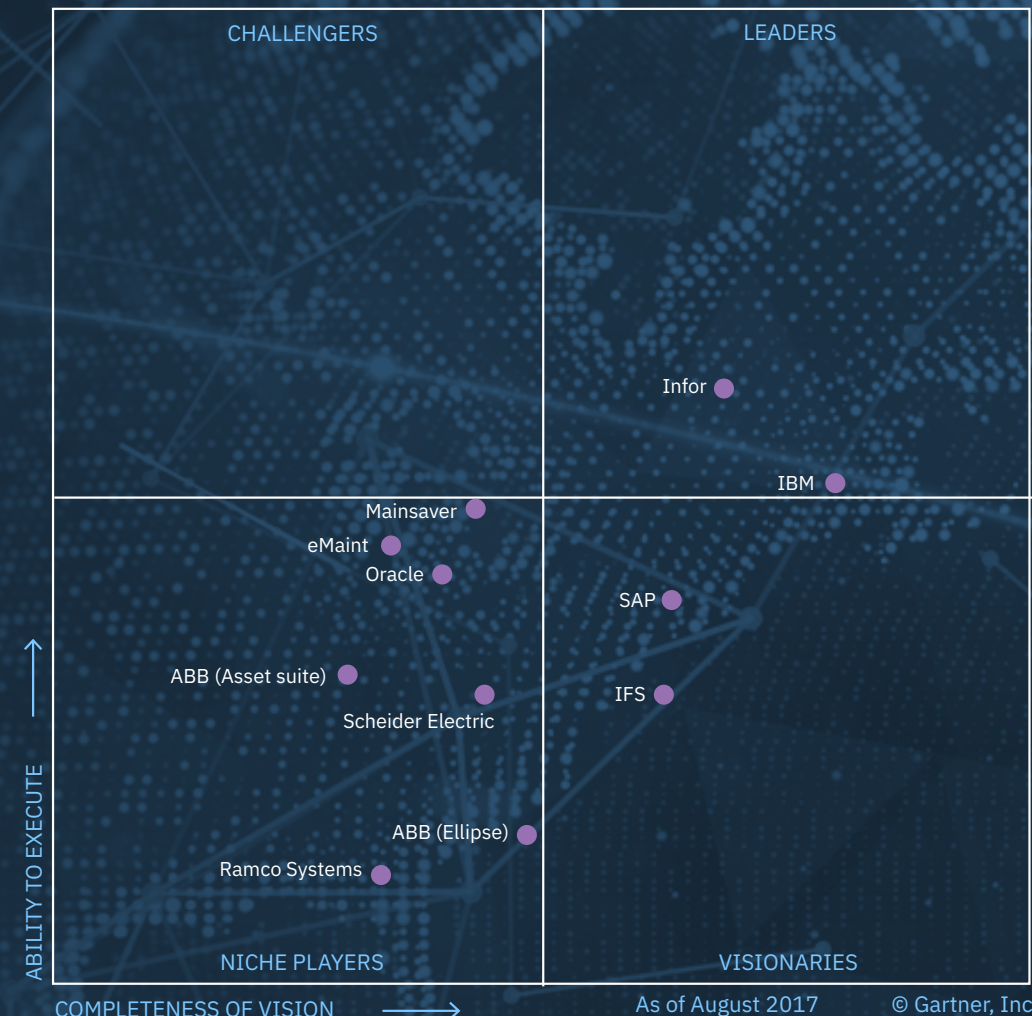 CHALLENGERS
LEADERS
Infor
IBM
Mainsaver
eMaint
Oracle
SAP
ABB (Asset suite)
IFS
Scheider Electric
ABB (Ellipse)
Ramco Systems
ABILITY TO EXECUTE
NICHE PLAYERS
VISIONARIES
COMPLETENESS OF VISION
As of August 2017
© Gartner, Inc